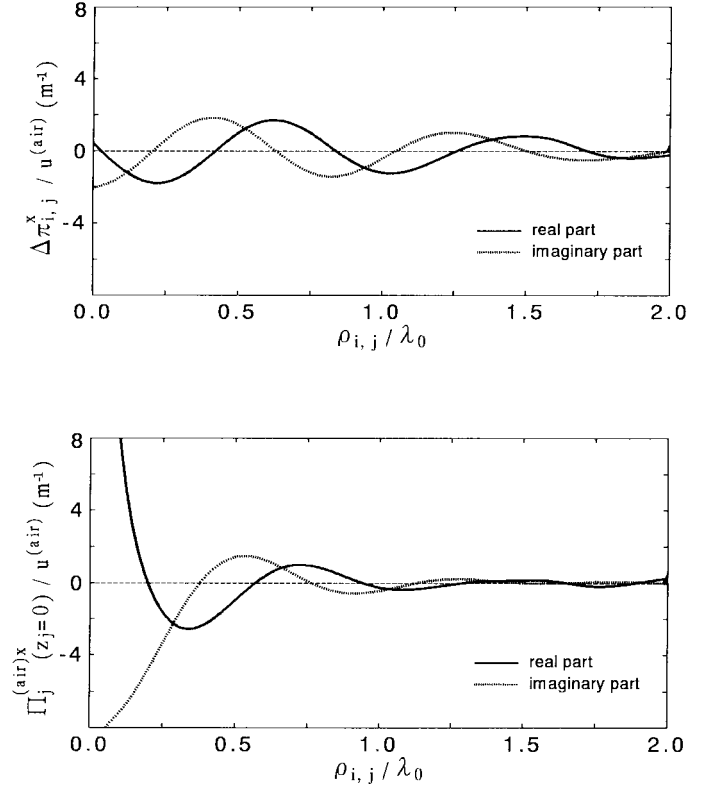 8
4
0
-4
Δπ^x_{i, j} / u^(air) (m⁻¹)
real part
imaginary part
0.0 0.5 1.0 1.5 2.0
ρ_{i, j} / λ_0
8
4
0
-4
∏_j^{(air)x} (z_j=0) / u^(air) (m⁻¹)
real part
imaginary part
0.0 0.5 1.0 1.5 2.0
ρ_{i, j} / λ_0